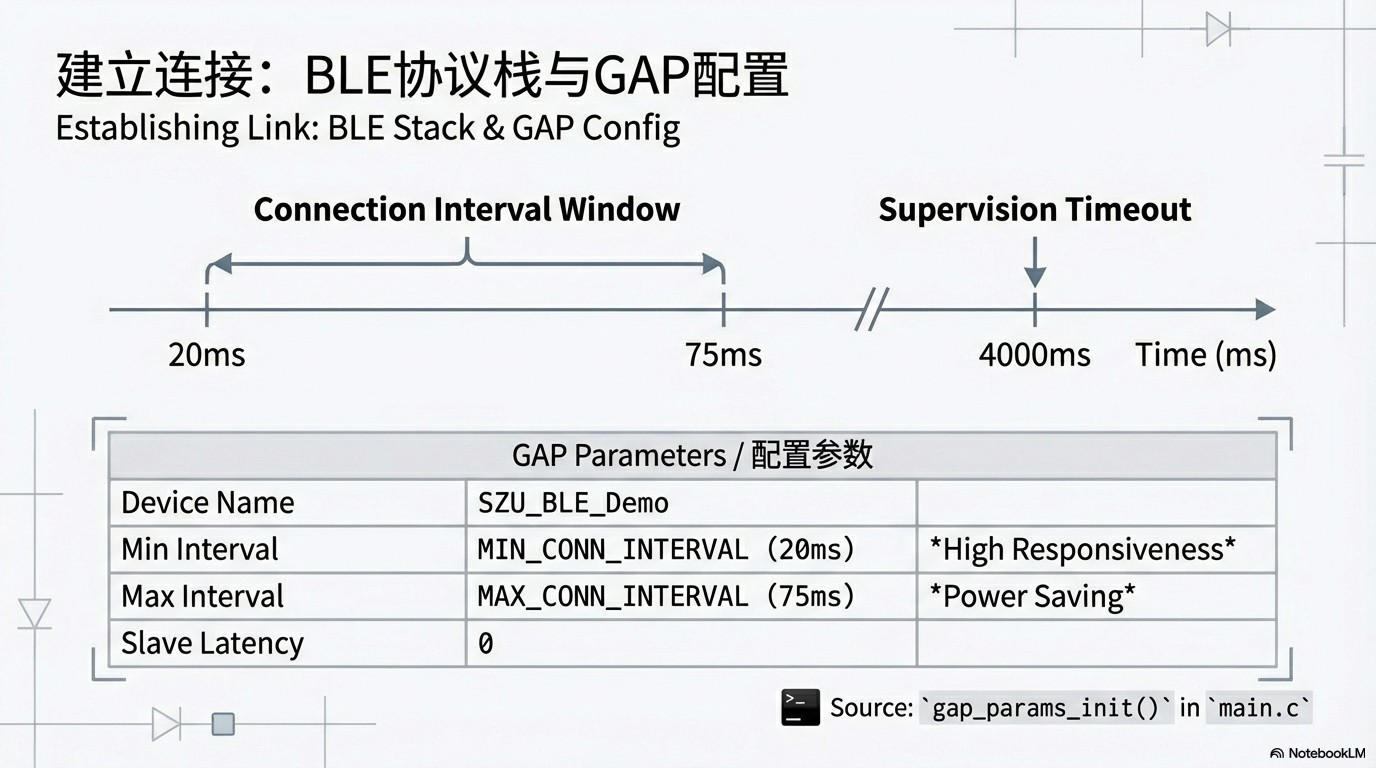 建立连接：BLE协议栈与GAP配置
Establishing Link: BLE Stack & GAP Config
Connection Interval Window
Supervision Timeout
20ms
75ms
4000ms
Time (ms)
GAP Parameters / 配置参数
Device Name SZU_BLE_Demo
Min Interval MIN_CONN_INTERVAL (20ms) *High Responsiveness*
Max Interval MAX_CONN_INTERVAL (75ms) *Power Saving*
Slave Latency 0
>_ Source: `gap_params_init()` in `main.c`
NotebookLM